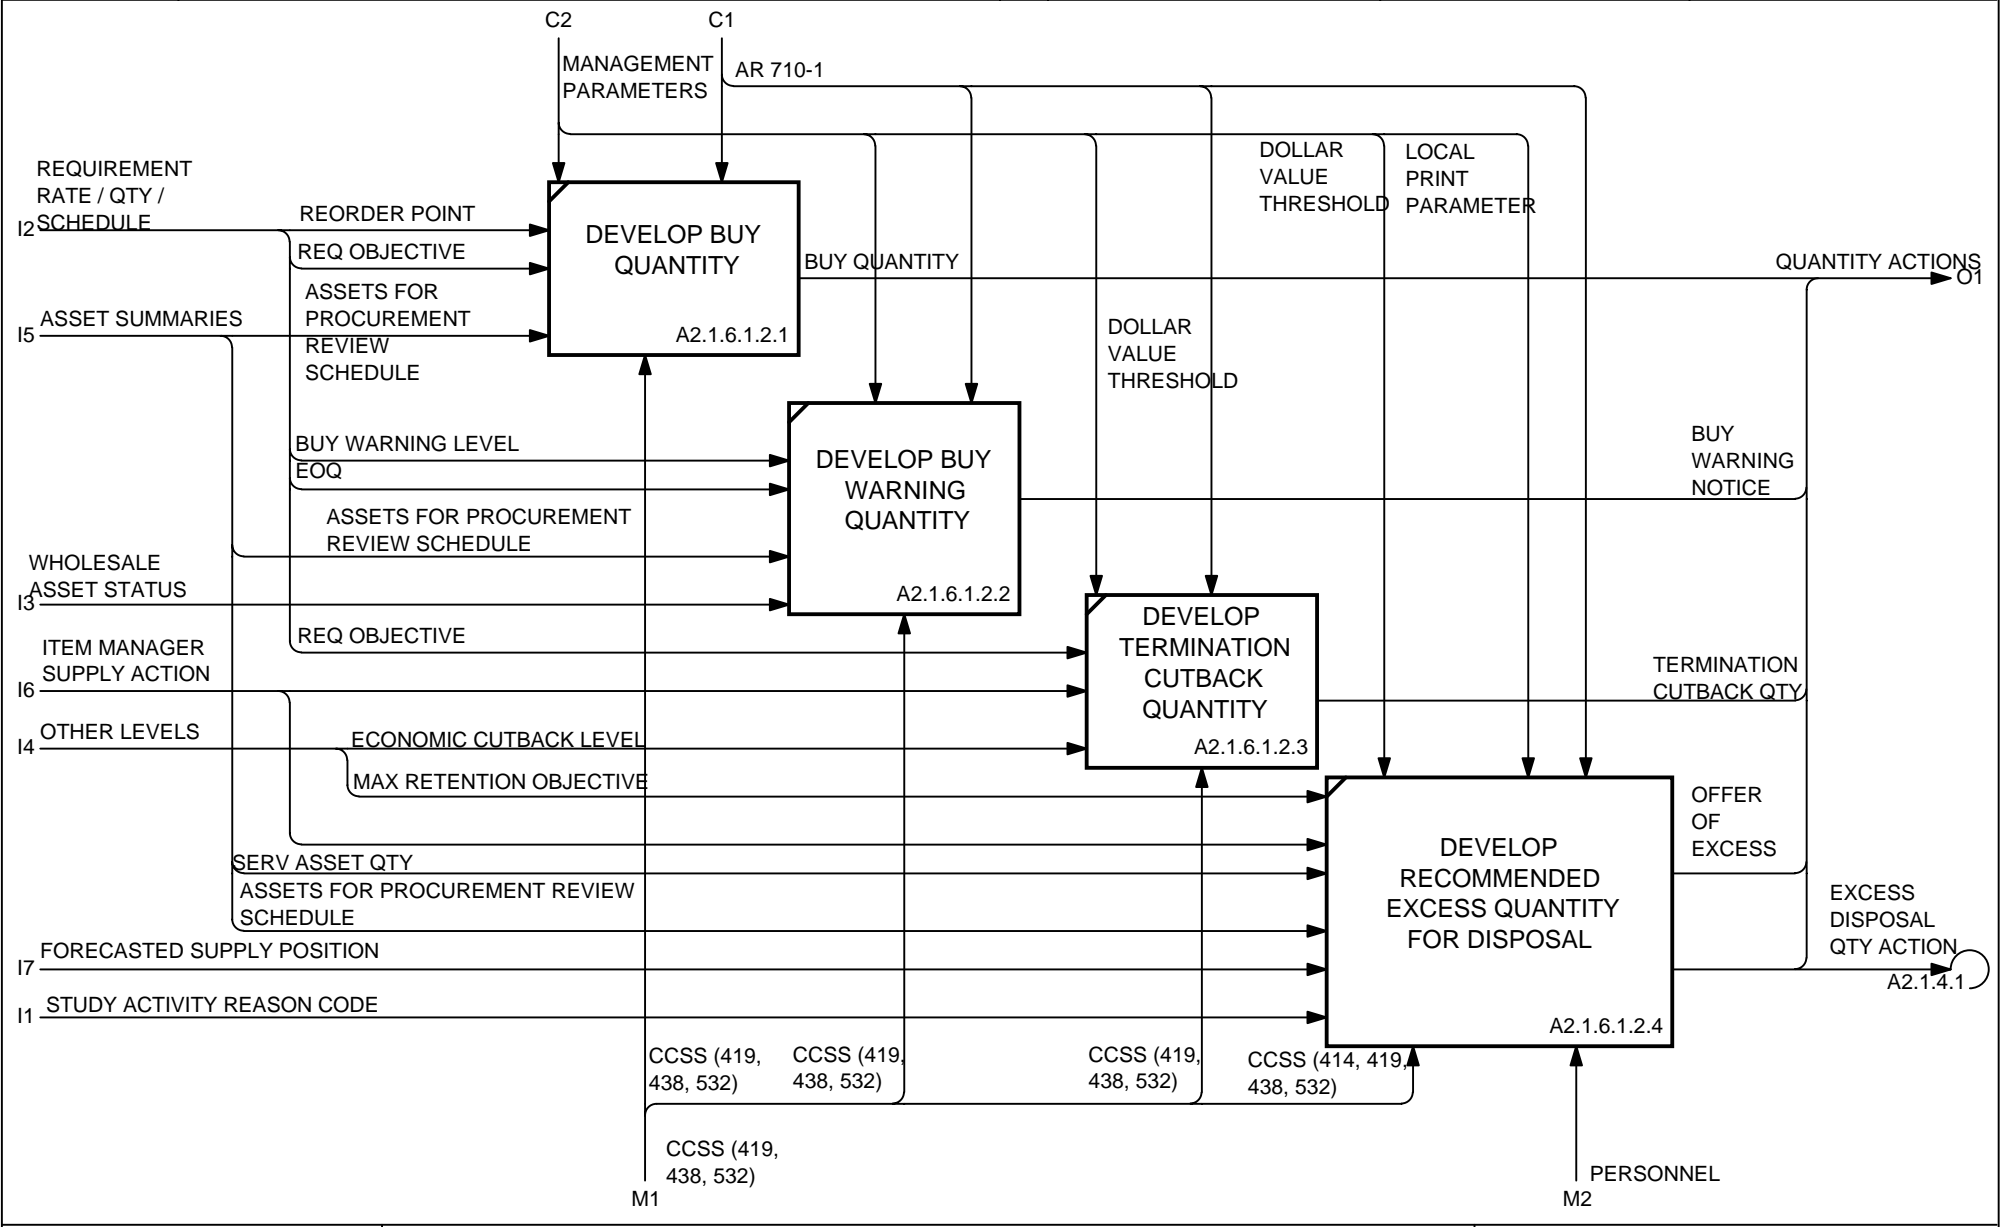 C2
C1
MANAGEMENT
PARAMETERS
AR 710-1
DOLLAR
VALUE
THRESHOLD
LOCAL
PRINT
PARAMETER
REQUIREMENT
RATE / QTY /
SCHEDULE
I2
REORDER POINT
REQ OBJECTIVE
DEVELOP BUY
QUANTITY
A2.1.6.1.2.1
BUY QUANTITY
QUANTITY ACTIONS
O1
I5
ASSET SUMMARIES
ASSETS FOR
PROCUREMENT
REVIEW
SCHEDULE
DOLLAR
VALUE
THRESHOLD
BUY WARNING LEVEL
EOQ
DEVELOP BUY
WARNING
QUANTITY
A2.1.6.1.2.2
BUY
WARNING
NOTICE
ASSETS FOR PROCUREMENT
REVIEW SCHEDULE
WHOLESALE
ASSET STATUS
I3
REQ OBJECTIVE
ITEM MANAGER
SUPPLY ACTION
I6
DEVELOP
TERMINATION
CUTBACK
QUANTITY
A2.1.6.1.2.3
TERMINATION
CUTBACK QTY
I4
OTHER LEVELS
ECONOMIC CUTBACK LEVEL
MAX RETENTION OBJECTIVE
SERV ASSET QTY
ASSETS FOR PROCUREMENT REVIEW
SCHEDULE
DEVELOP
RECOMMENDED
EXCESS QUANTITY
FOR DISPOSAL
A2.1.6.1.2.4
OFFER
OF
EXCESS
EXCESS
DISPOSAL
QTY ACTION
A2.1.4.1
I7
FORECASTED SUPPLY POSITION
I1
STUDY ACTIVITY REASON CODE
CCSS (419,
438, 532)
CCSS (419,
438, 532)
CCSS (419,
438, 532)
CCSS (414, 419,
438, 532)
CCSS (419,
438, 532)
M1
PERSONNEL
M2